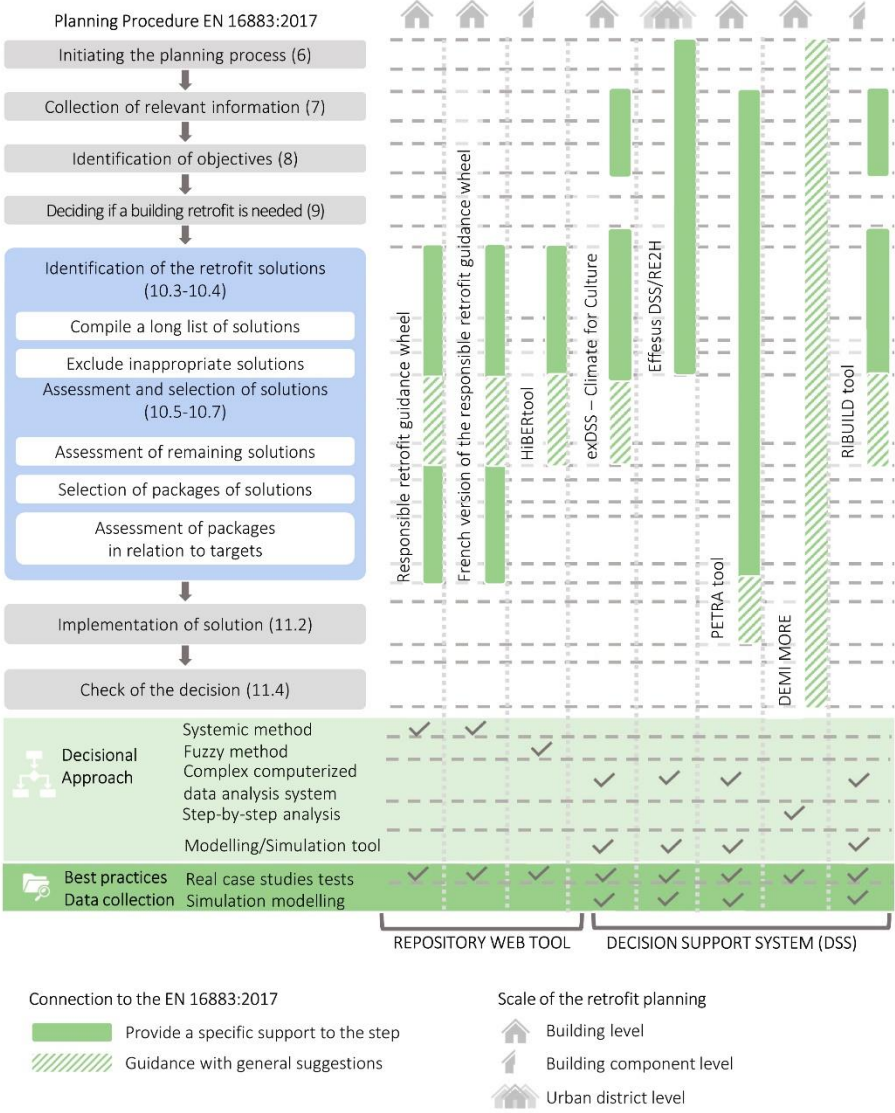 Planning Procedure EN 16883:2017
Initiating the planning process (6)
Collection of relevant information (7)
Identification of objectives (8)
Deciding if a building retrofit is needed (9)
Identification of the retrofit solutions
(10.3-10.4)
Compile a long list of solutions
Exclude inappropriate solutions
Assessment and selection of solutions
(10.5-10.7)
Assessment of remaining solutions
Selection of packages of solutions
Assessment of packages
in relation to targets
Implementation of solution (11.2)
Check of the decision (11.4)
Responsible retrofit guidance wheel
French version of the responsible retrofit guidance wheel
HiBERtool
exDSS – Climate for Culture
Effesus DSS/RE2H
PETRA tool
DEMI MORE
RIBUILD tool
Decisional
Approach
Systemic method
Fuzzy method
Complex computerized
data analysis system
Step-by-step analysis
Modelling/Simulation tool
Best practices
Data collection
Real case studies tests
Simulation modelling
REPOSITORY WEB TOOL
DECISION SUPPORT SYSTEM (DSS)
Connection to the EN 16883:2017
Provide a specific support to the step
Guidance with general suggestions
Scale of the retrofit planning
Building level
Building component level
Urban district level